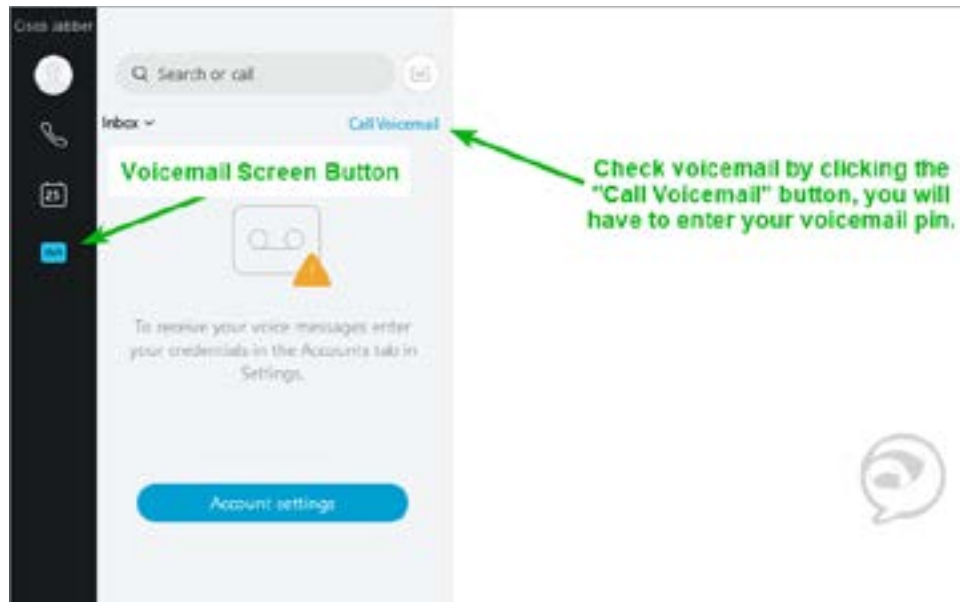 Cisco Jabber
Search or call
Inbox
Call Voicemail
Voicemail Screen Button
Check voicemail by clicking the
"Call Voicemail" button, you will
have to enter your voicemail pin.
25
To receive your voice messages enter
your credentials in the Accounts tab in
Settings.
Account settings